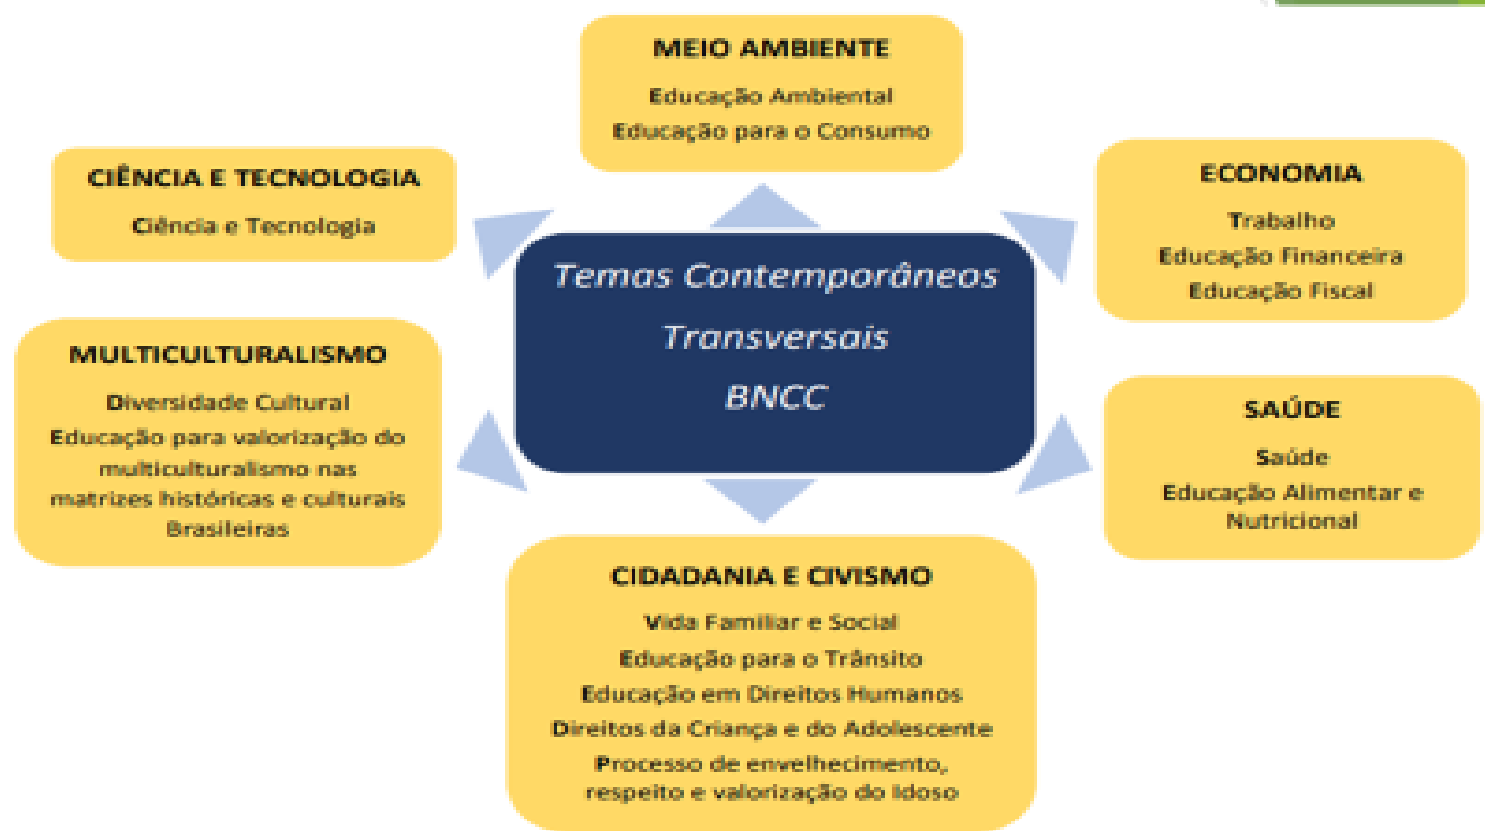 MEIO AMBIENTE
Educação Ambiental
Educação para o Consumo
CIÊNCIA E TECNOLOGIA
Ciência e Tecnologia
ECONOMIA
Trabalho
Educação Financeira
Educação Fiscal
Temas Contemporâneos
Transversais
BNCC
MULTICULTURALISMO
Diversidade Cultural
Educação para valorização do
multiculturalismo nas
matrizes históricas e culturais
Brasileiras
SAÚDE
Saúde
Educação Alimentar e
Nutricional
CIDADANIA E CIVISMO
Vida Familiar e Social
Educação para o Trânsito
Educação em Direitos Humanos
Direitos da Criança e do Adolescente
Processo de envelhecimento,
respeito e valorização do Idoso